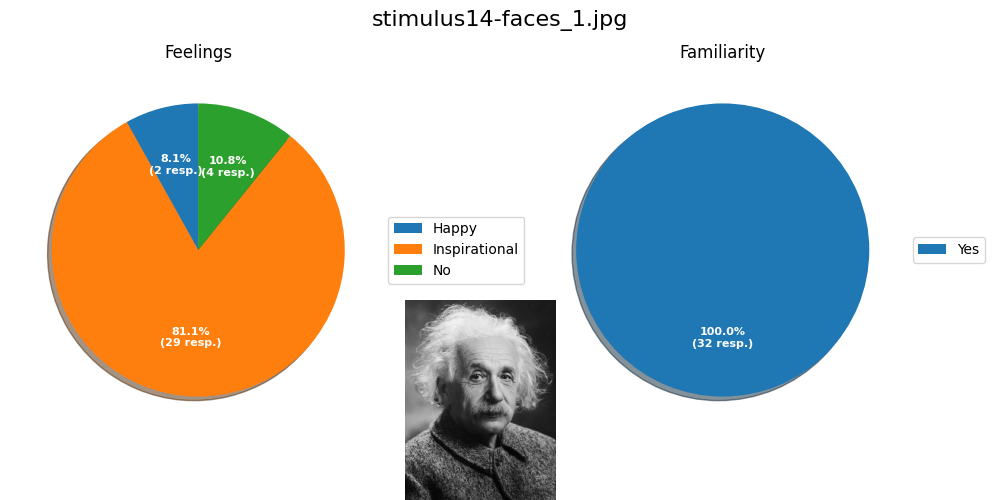 stimulus14-faces_1.jpg
Feelings
8.1%
(2 resp.)
10.8%
(4 resp.)
81.1%
(29 resp.)
Happy
Inspirational
No
Familiarity
100.0%
(32 resp.)
Yes